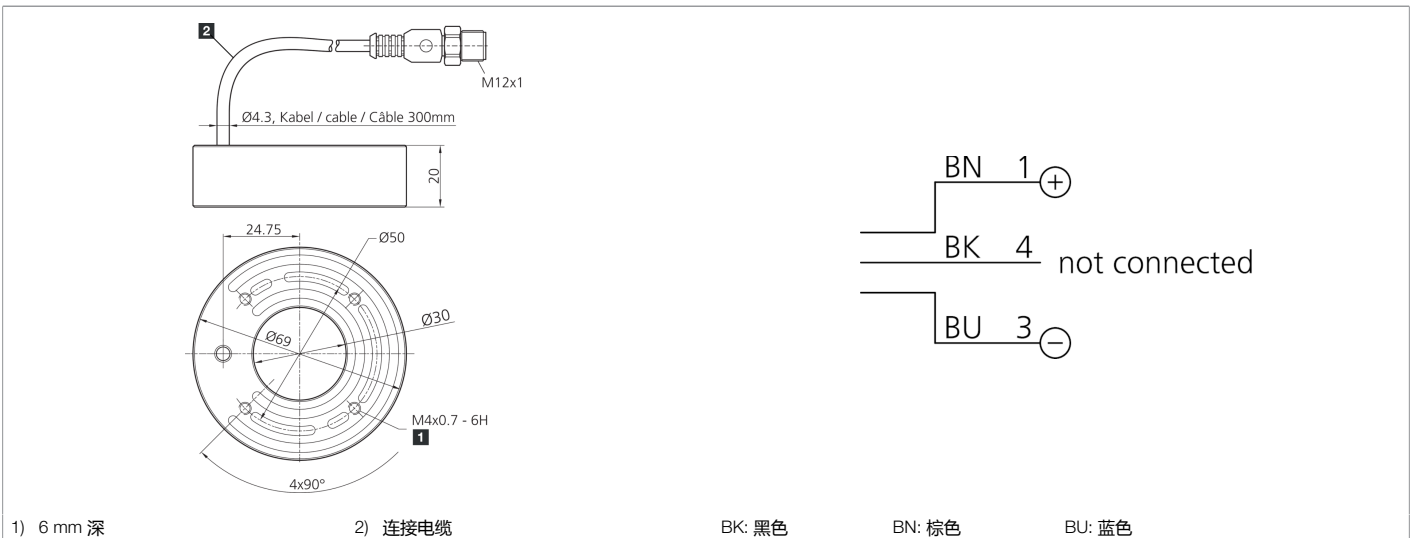 2
M12x1
Ø4.3, Kabel / cable / Câble 300mm
20
24.75
Ø50
Ø30
Ø69
M4x0.7 - 6H
1
4x90°
BN 1 +
BK 4 not connected
BU 3 −
1) 6 mm 深 2) 连接电缆 BK: 黑色 BN: 棕色 BU: 蓝色